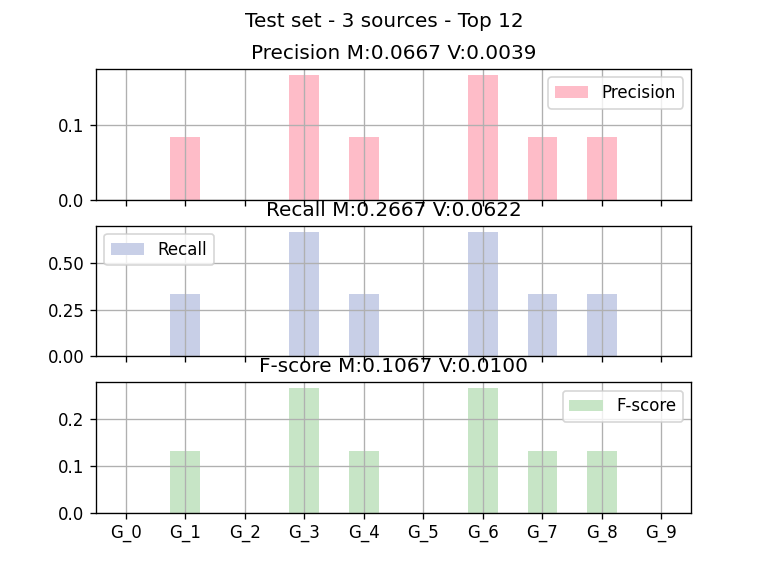 Test set - 3 sources - Top 12
Precision M:0.0667 V:0.0039
Precision
0.1
0.0
Recall M:0.2667 V:0.0622
Recall
0.50
0.25
0.00
F-score M:0.1067 V:0.0100
F-score
0.2
0.1
0.0
G_0 G_1 G_2 G_3 G_4 G_5 G_6 G_7 G_8 G_9